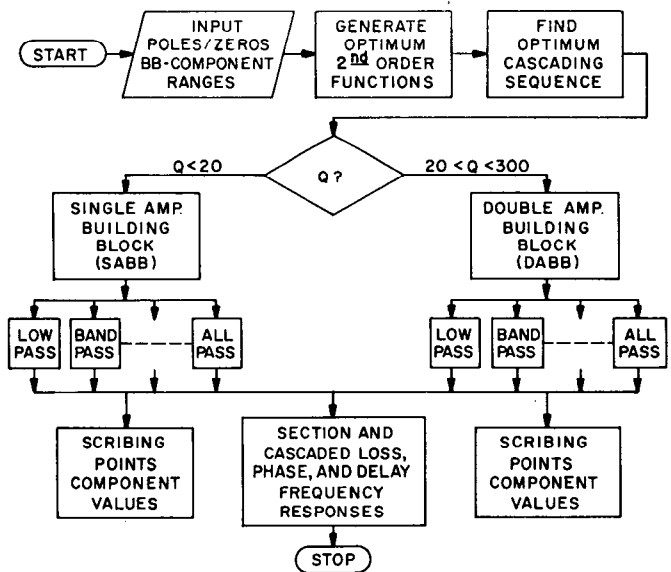 START
INPUT
POLES/ZEROS
BB-COMPONENT
RANGES
GENERATE
OPTIMUM
2nd ORDER
FUNCTIONS
FIND
OPTIMUM
CASCADING
SEQUENCE
Q<20
Q?
20 < Q <300
SINGLE AMP.
BUILDING
BLOCK
(SABB)
DOUBLE AMP.
BUILDING
BLOCK
(DABB)
LOW
PASS
BAND
PASS
ALL
PASS
LOW
PASS
BAND
PASS
ALL
PASS
SCRIBING
POINTS
COMPONENT
VALUES
SECTION AND
CASCADED LOSS,
PHASE, AND DELAY
FREQUENCY
RESPONSES
SCRIBING
POINTS
COMPONENT
VALUES
STOP